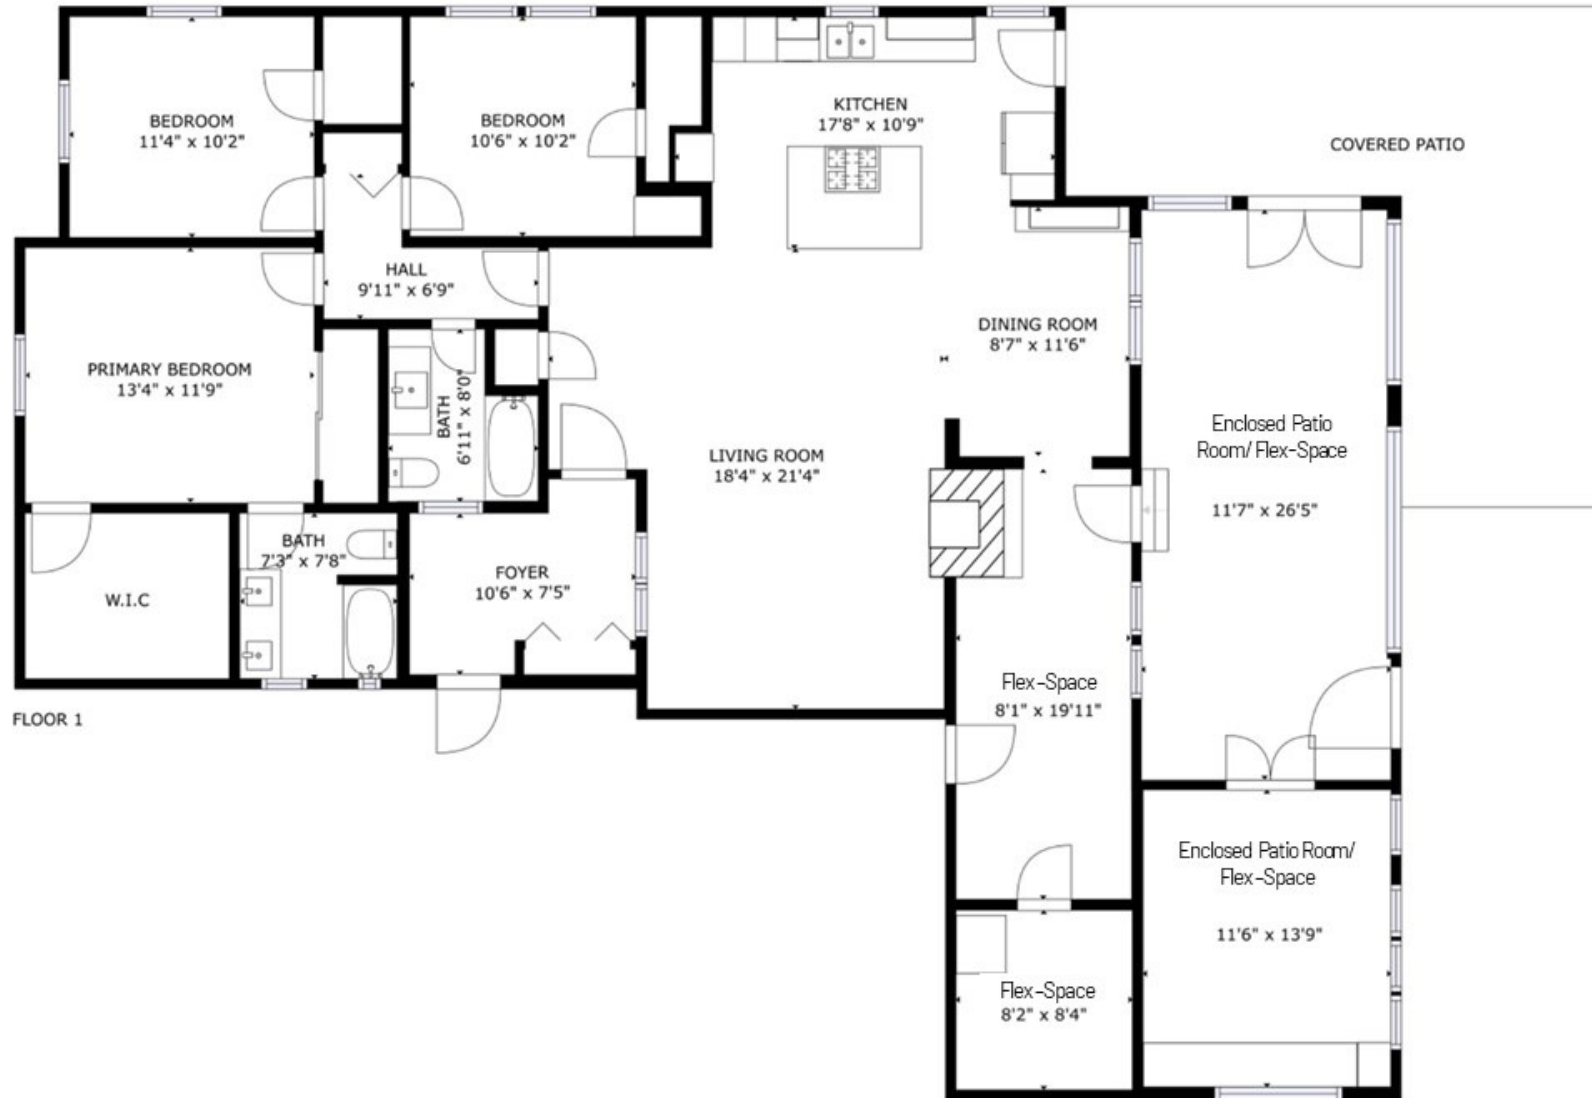 BEDROOM
11'4" x 10'2"
BEDROOM
10'6" x 10'2"
KITCHEN
17'8" x 10'9"
COVERED PATIO
HALL
9'11" x 6'9"
PRIMARY BEDROOM
13'4" x 11'9"
BATH
6'11" x 8'0"
DINING ROOM
8'7" x 11'6"
LIVING ROOM
18'4" x 21'4"
Enclosed Patio
Room/ Flex-Space
11'7" x 26'5"
W.I.C
BATH
7'3" x 7'8"
FOYER
10'6" x 7'5"
Flex-Space
8'1" x 19'11"
FLOOR 1
Enclosed Patio Room/
Flex-Space
11'6" x 13'9"
Flex-Space
8'2" x 8'4"